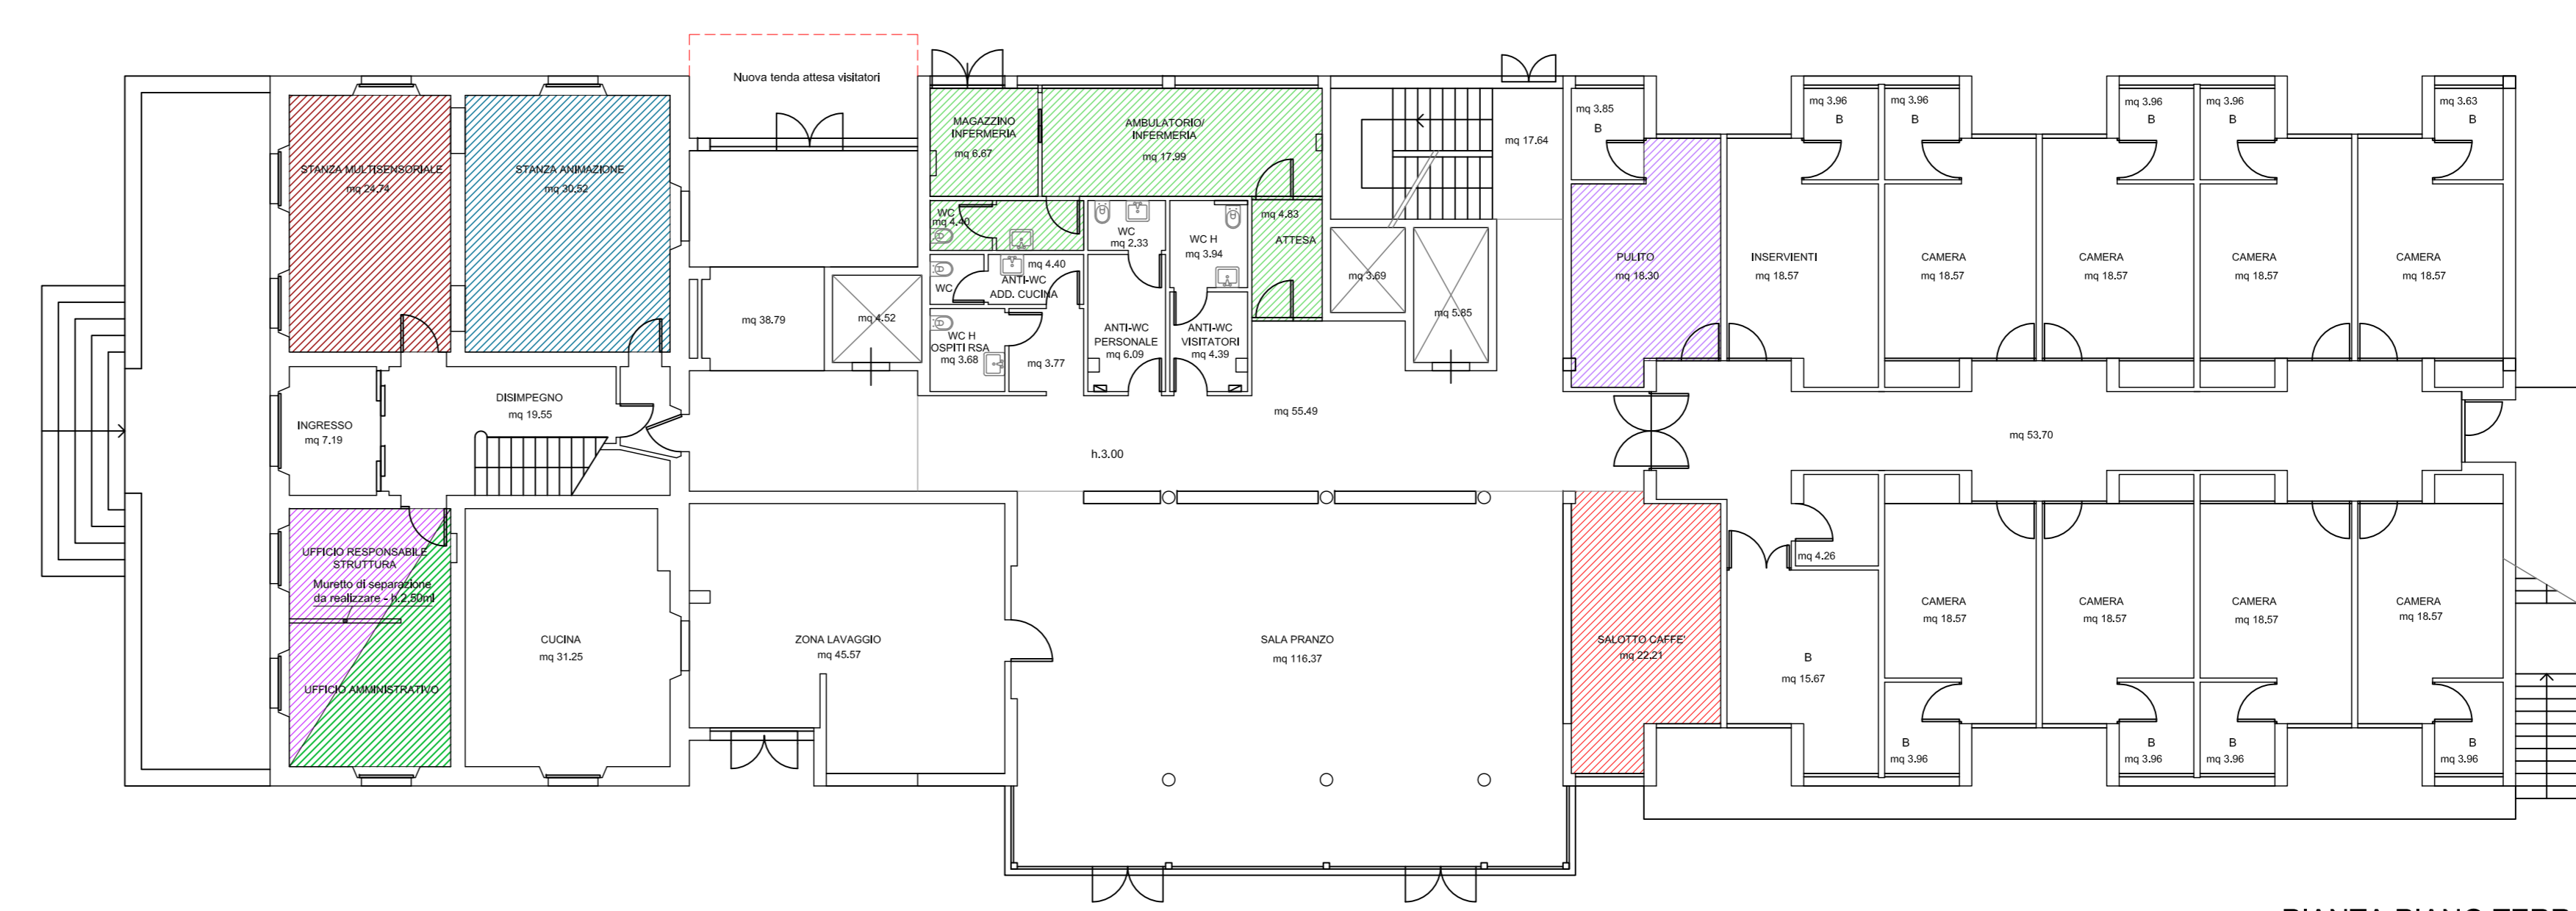 Nuova tenda attesa visitatori
STANZA MULTISENSORIALE
mq 24.74
STANZA ANIMAZIONE
mq 30.52
MAGAZZINO
INFERMERIA
mq 6.67
AMBULATORIO/
INFERMERIA
mq 17.99
mq 17.64
mq 3.85
B
mq 3.96
B
mq 3.96
B
mq 3.96
B
mq 3.96
B
mq 3.63
B
WC
mq 4.40
WC
mq 2.33
WC H
mq 3.94
mq 4.83
ATTESA
mq 4.40
ANTI-WC
ADD. CUCINA
WC
mq 38.79
mq 4.52
WC H
OSPITI RSA
mq 3.68
mq 3.77
ANTI-WC
PERSONALE
mq 6.09
ANTI-WC
VISITATORI
mq 4.39
mq 3.69
mq 5.85
PULITO
mq 18.30
INSERVIENTI
mq 18.57
CAMERA
mq 18.57
CAMERA
mq 18.57
CAMERA
mq 18.57
CAMERA
mq 18.57
INGRESSO
mq 7.19
DISIMPEGNO
mq 19.55
mq 55.49
h.3.00
mq 53.70
UFFICIO RESPONSABILE
STRUTTURA
Muretto di separazione
da realizzare - h.2,50ml
UFFICIO AMMINISTRATIVO
CUCINA
mq 31.25
ZONA LAVAGGIO
mq 45.57
SALA PRANZO
mq 116.37
SALOTTO CAFFE'
mq 22.21
mq 4.26
B
mq 15.67
CAMERA
mq 18.57
CAMERA
mq 18.57
CAMERA
mq 18.57
CAMERA
mq 18.57
B
mq 3.96
B
mq 3.96
B
mq 3.96
B
mq 3.96